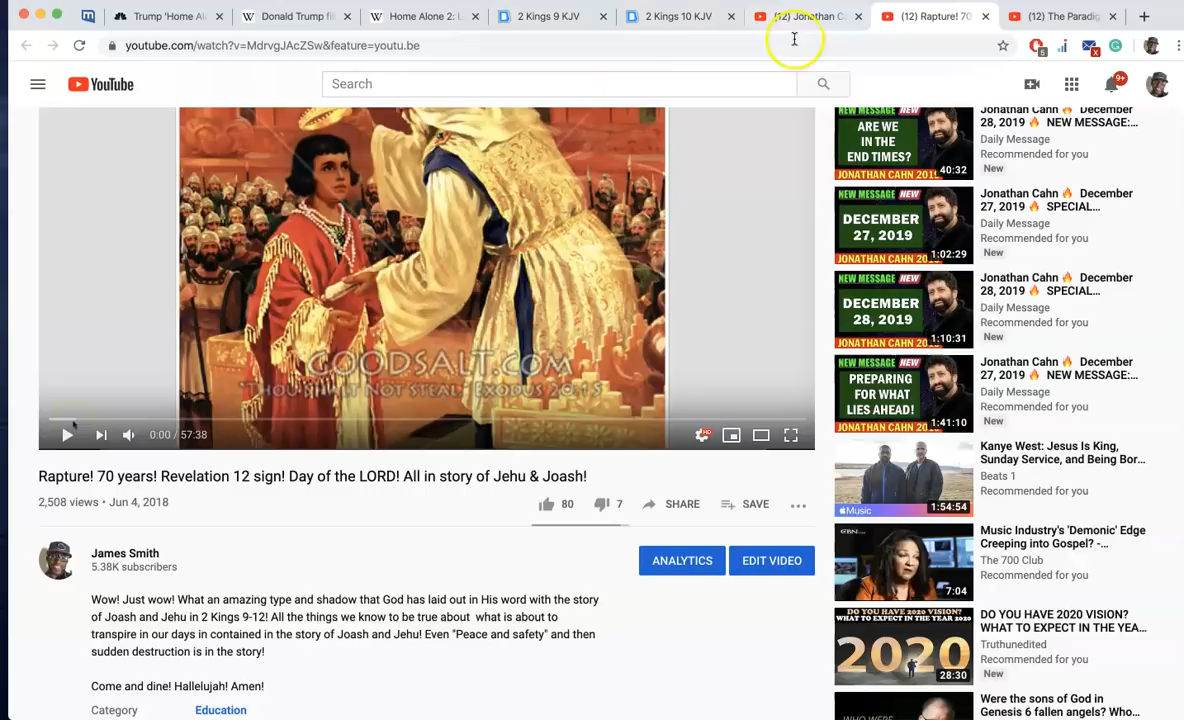 Trump 'Home Al
Donald Trump fil
Home Alone 2: L
2 Kings 9 KJV
2 Kings 10 KJV
(12) Jonathan C
(12) Rapture! 70
(12) The Paradig
youtube.com/watch?v=MdrvgJAcZSw&feature=youtu.be
5
x
YouTube
Search
9+
GOODSALT.COM
"THOU SHALT NOT STEAL" EXODUS 20:15
0:00 / 57:38
HD
Rapture! 70 years! Revelation 12 sign! Day of the LORD! All in story of Jehu & Joash!
2,508 views • Jun 4, 2018
80
7
SHARE
SAVE
James Smith
5.38K subscribers
ANALYTICS
EDIT VIDEO
Wow! Just wow! What an amazing type and shadow that God has laid out in His word with the story
of Joash and Jehu in 2 Kings 9-12! All the things we know to be true about what is about to
transpire in our days in contained in the story of Joash and Jehu! Even "Peace and safety" and then
sudden destruction is in the story!
Come and dine! Hallelujah! Amen!
Category
Education
NEW MESSAGE NEW
ARE WE
IN THE
END TIMES?
40:32
JONATHAN CAHN 2019
Jonathan Cahn 🔥 December
28, 2019 🔥 NEW MESSAGE:...
Daily Message
Recommended for you
New
NEW MESSAGE NEW
DECEMBER
27, 2019
1:02:29
JONATHAN CAHN 201
Jonathan Cahn 🔥 December
27, 2019 🔥 SPECIAL...
Daily Message
Recommended for you
New
NEW MESSAGE NEW
DECEMBER
28, 2019
1:10:31
JONATHAN CAHN 201
Jonathan Cahn 🔥 December
28, 2019 🔥 SPECIAL...
Daily Message
Recommended for you
New
NEW MESSAGE NEW
PREPARING
FOR WHAT
LIES AHEAD!
1:41:10
JONATHAN CAHN 201
Jonathan Cahn 🔥 December
27, 2019 🔥 NEW MESSAGE:...
Daily Message
Recommended for you
New
Music
1:54:54
Kanye West: Jesus Is King,
Sunday Service, and Being Bor...
Beats 1
Recommended for you
CBN
7:04
Music Industry's 'Demonic' Edge
Creeping into Gospel? -...
The 700 Club
Recommended for you
DO YOU HAVE 2020 VISION?
WHAT TO EXPECT IN THE YEAR 2020
2020
28:30
DO YOU HAVE 2020 VISION?
WHAT TO EXPECT IN THE YEA...
Truthunedited
Recommended for you
New
WHO WERE
Were the sons of God in
Genesis 6 fallen angels? Who...